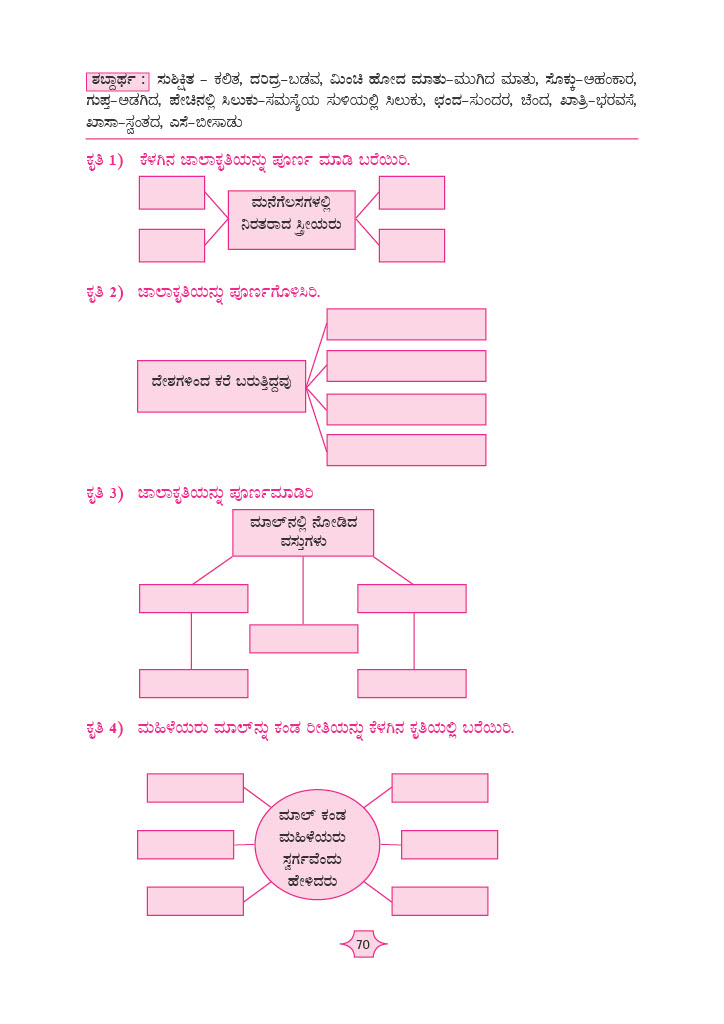 ಶಬ್ದಾರ್ಥ : ಸುಶಿಕ್ಷಿತ – ಕಲಿತ, ದರಿದ್ರ–ಬಡವ, ಮಿಂಚಿ ಹೋದ ಮಾತು–ಮುಗಿದ ಮಾತು, ಸೊಕ್ಕು–ಅಹಂಕಾರ,
ಗುಪ್ತ–ಅಡಗಿದ, ಪೇಚಿನಲ್ಲಿ ಸಿಲುಕು–ಸಮಸ್ಯೆಯ ಸುಳಿಯಲ್ಲಿ ಸಿಲುಕು, ಛಂದ–ಸುಂದರ, ಚೆಂದ, ಖಾತ್ರಿ–ಭರವಸೆ,
ಖಾಸಾ–ಸ್ವಂತದ, ಎಸೆ–ಬೀಸಾಡು
ಕೃತಿ 1) ಕೆಳಗಿನ ಜಾಲಾಕೃತಿಯನ್ನು ಪೂರ್ಣ ಮಾಡಿ ಬರೆಯಿರಿ.
ಮನೆಗೆಲಸಗಳಲ್ಲಿ
ನಿರತರಾದ ಸ್ತ್ರೀಯರು
ಕೃತಿ 2) ಜಾಲಾಕೃತಿಯನ್ನು ಪೂರ್ಣಗೊಳಿಸಿರಿ.
ದೇಶಗಳಿಂದ ಕರೆ ಬರುತ್ತಿದ್ದವು
ಕೃತಿ 3) ಜಾಲಾಕೃತಿಯನ್ನು ಪೂರ್ಣಮಾಡಿರಿ
ಮಾಲ್‌ನಲ್ಲಿ ನೋಡಿದ
ವಸ್ತುಗಳು
ಕೃತಿ 4) ಮಹಿಳೆಯರು ಮಾಲ್‌ನ್ನು ಕಂಡ ರೀತಿಯನ್ನು ಕೆಳಗಿನ ಕೃತಿಯಲ್ಲಿ ಬರೆಯಿರಿ.
ಮಾಲ್ ಕಂಡ
ಮಹಿಳೆಯರು
ಸ್ವರ್ಗವೆಂದು
ಹೇಳಿದರು
70